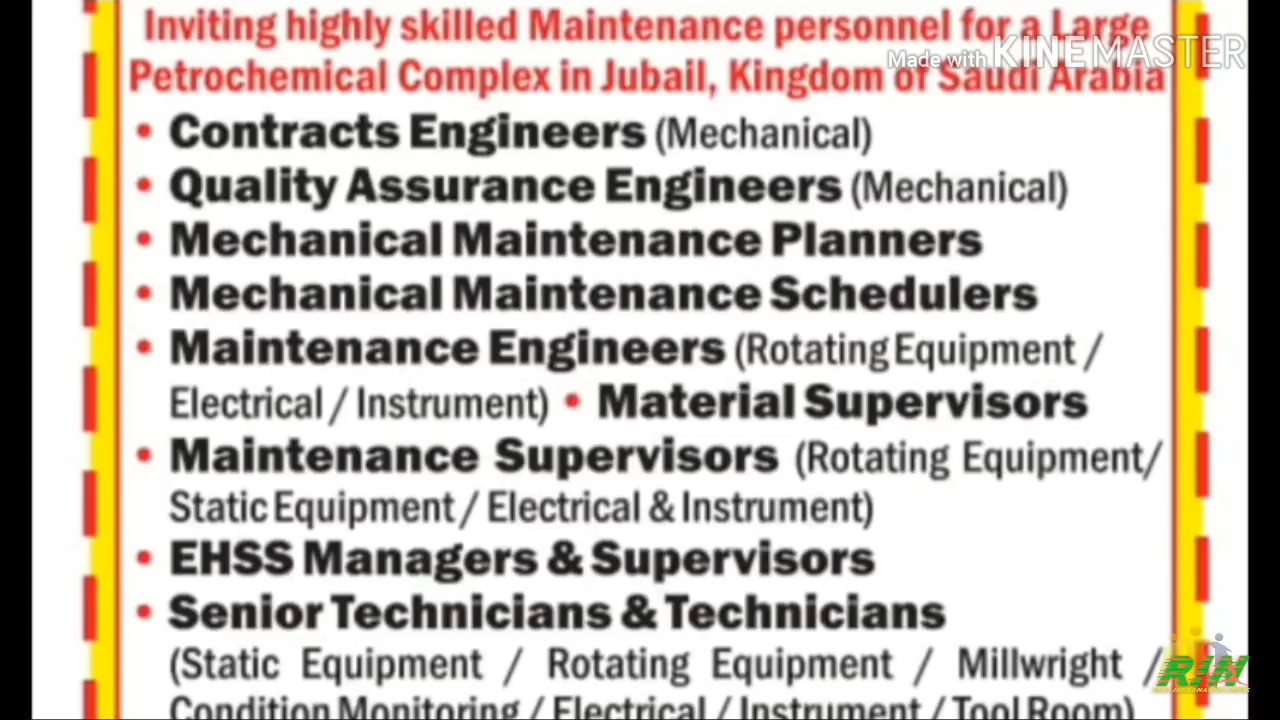 Inviting highly skilled Maintenance personnel for a Large
Petrochemical Complex in Jubail, Kingdom of Saudi Arabia
Made with KINEMASTER
• Contracts Engineers (Mechanical)
• Quality Assurance Engineers (Mechanical)
• Mechanical Maintenance Planners
• Mechanical Maintenance Schedulers
• Maintenance Engineers (Rotating Equipment /
Electrical / Instrument) • Material Supervisors
• Maintenance Supervisors (Rotating Equipment/
Static Equipment / Electrical & Instrument)
• EHSS Managers & Supervisors
• Senior Technicians & Technicians
(Static Equipment / Rotating Equipment / Millwright /
Condition Monitoring / Electrical / Instrument / Tool Room)
RIN